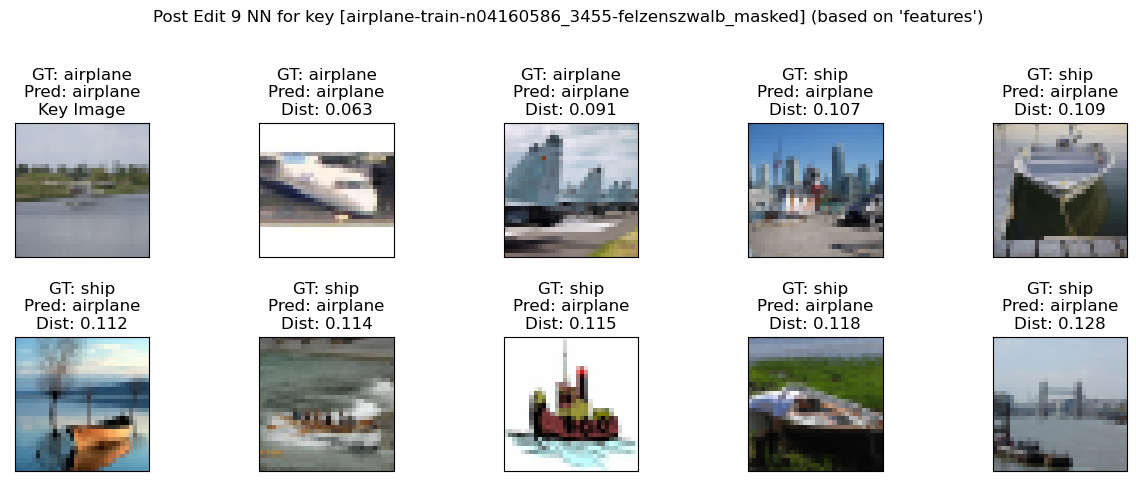 Post Edit 9 NN for key [airplane-train-n04160586_3455-felzenszwalb_masked] (based on 'features')
GT: airplane
Pred: airplane
Key Image
GT: airplane
Pred: airplane
Dist: 0.063
GT: airplane
Pred: airplane
Dist: 0.091
GT: ship
Pred: airplane
Dist: 0.107
GT: ship
Pred: airplane
Dist: 0.109
GT: ship
Pred: airplane
Dist: 0.112
GT: ship
Pred: airplane
Dist: 0.114
GT: ship
Pred: airplane
Dist: 0.115
GT: ship
Pred: airplane
Dist: 0.118
GT: ship
Pred: airplane
Dist: 0.128